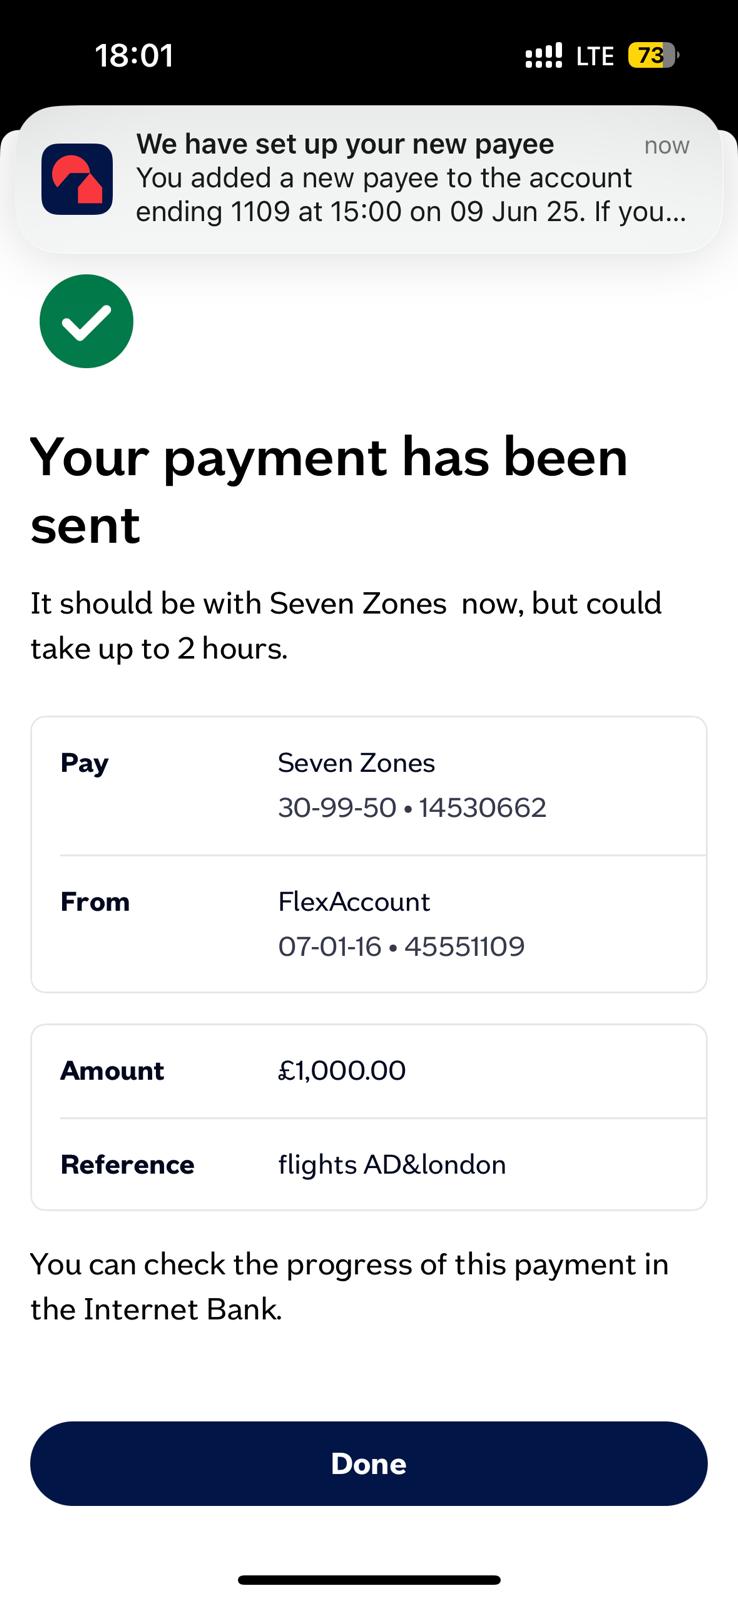 18:01
LTE
73
We have set up your new payee
now
You added a new payee to the account
ending 1109 at 15:00 on 09 Jun 25. If you...
Your payment has been
sent
It should be with Seven Zones  now, but could
take up to 2 hours.
Pay
Seven Zones
30-99-50 • 14530662
From
FlexAccount
07-01-16 • 45551109
Amount
£1,000.00
Reference
flights AD&london
You can check the progress of this payment in
the Internet Bank.
Done